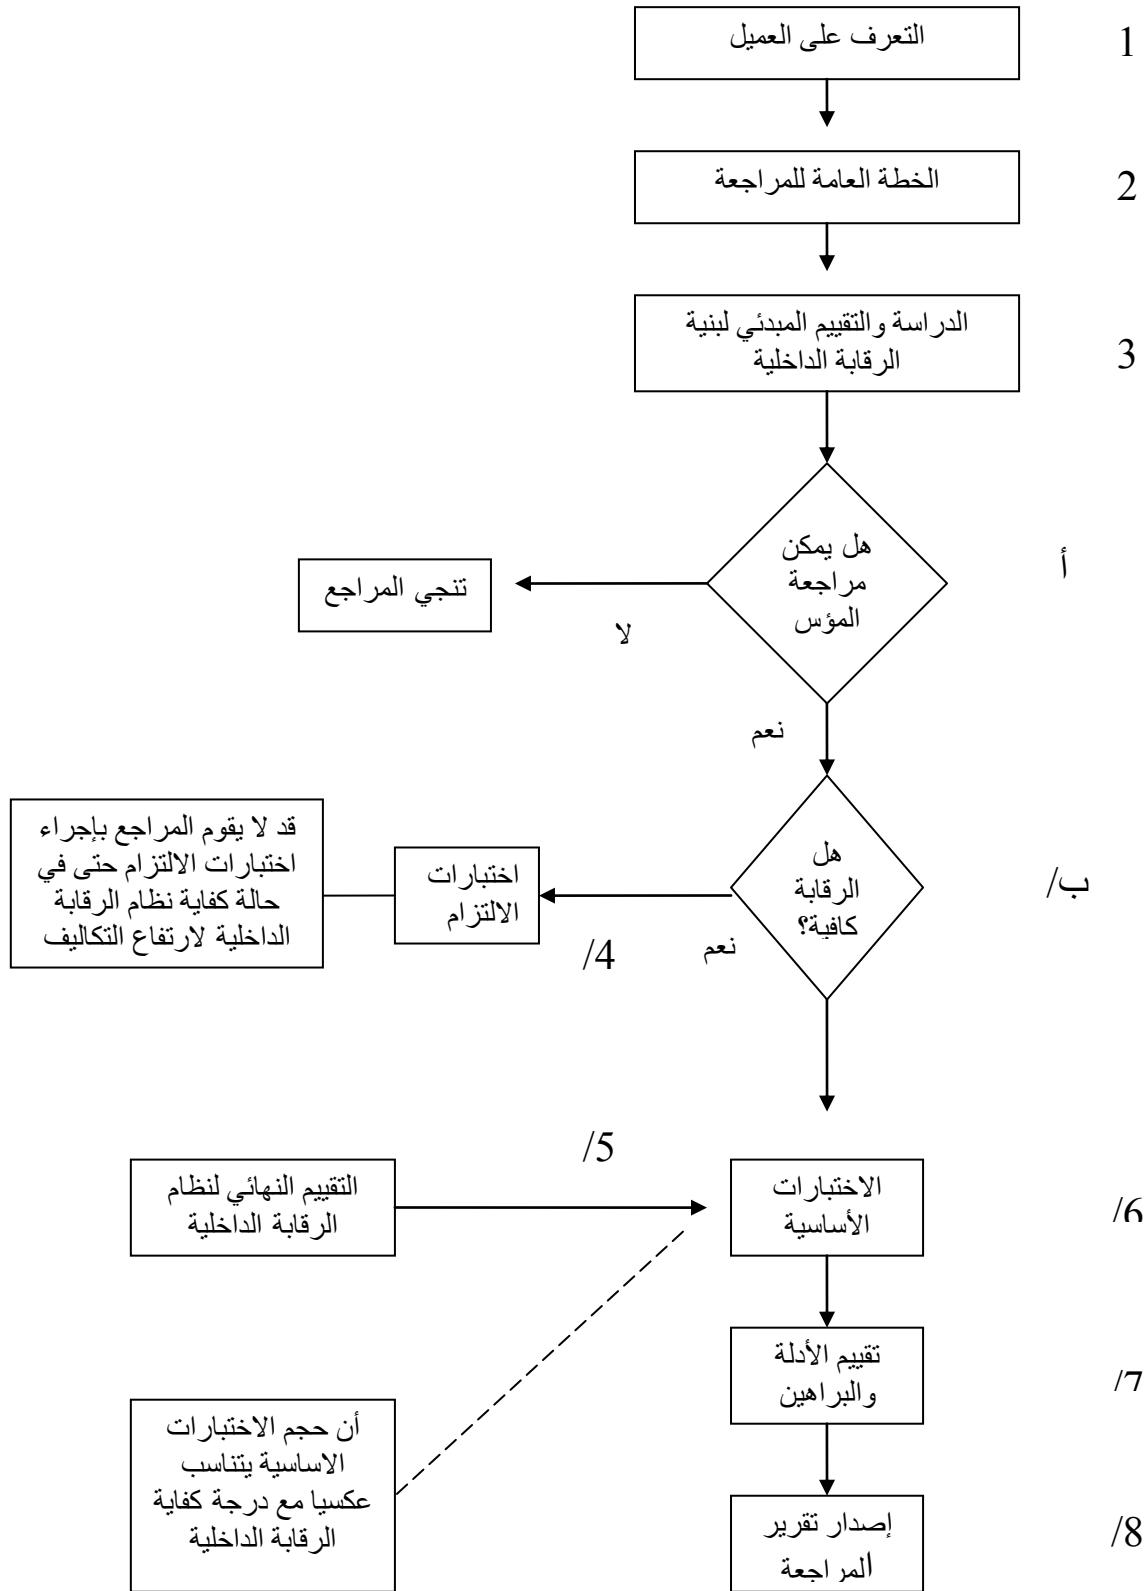 التعرف على العميل
1
الخطة العامة للمراجعة
2
الدراسة والتقييم المبدئي لبنية
الرقابة الداخلية
3
هل يمكن
مراجعة
المؤس
أ
لا
تنجي المراجع
نعم
هل
الرقابة
كافية؟
ب/
نعم
4/
اختبارات
الالتزام
قد لا يقوم المراجع بإجراء
اختبارات الالتزام حتى في
حالة كفاية نظام الرقابة
الداخلية لارتفاع التكاليف
5/
التقييم النهائي لنظام
الرقابة الداخلية
الاختبارات
الأساسية
6/
تقييم الأدلة
والبراهين
7/
أن حجم الاختبارات
الاساسية يتناسب
عكسيا مع درجة كفاية
الرقابة الداخلية
إصدار تقرير
المراجعة
8/